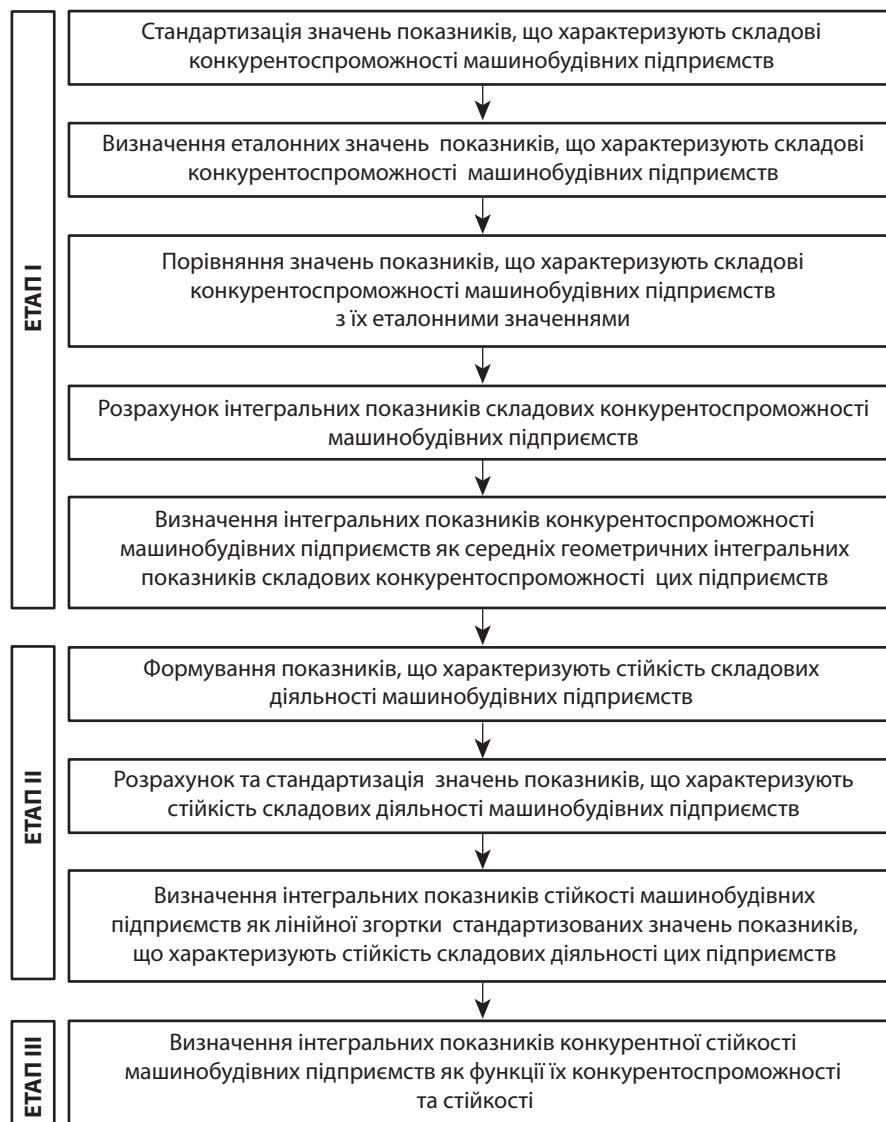 ЕТАП I
Стандартизація значень показників, що характеризують складові
конкурентоспроможності машинобудівних підприємств
Визначення еталонних значень показників, що характеризують складові
конкурентоспроможності машинобудівних підприємств
Порівняння значень показників, що характеризують складові
конкурентоспроможності машинобудівних підприємств
з їх еталонними значеннями
Розрахунок інтегральних показників складових конкурентоспроможності
машинобудівних підприємств
Визначення інтегральних показників конкурентоспроможності
машинобудівних підприємств як середніх геометричних інтегральних
показників складових конкурентоспроможності цих підприємств
ЕТАП II
Формування показників, що характеризують стійкість складових
діяльності машинобудівних підприємств
Розрахунок та стандартизація значень показників, що характеризують
стійкість складових діяльності машинобудівних підприємств
Визначення інтегральних показників стійкості машинобудівних
підприємств як лінійної згортки стандартизованих значень показників,
що характеризують стійкість складових діяльності цих підприємств
ЕТАП III
Визначення інтегральних показників конкурентної стійкості
машинобудівних підприємств як функції їх конкурентоспроможності
та стійкості